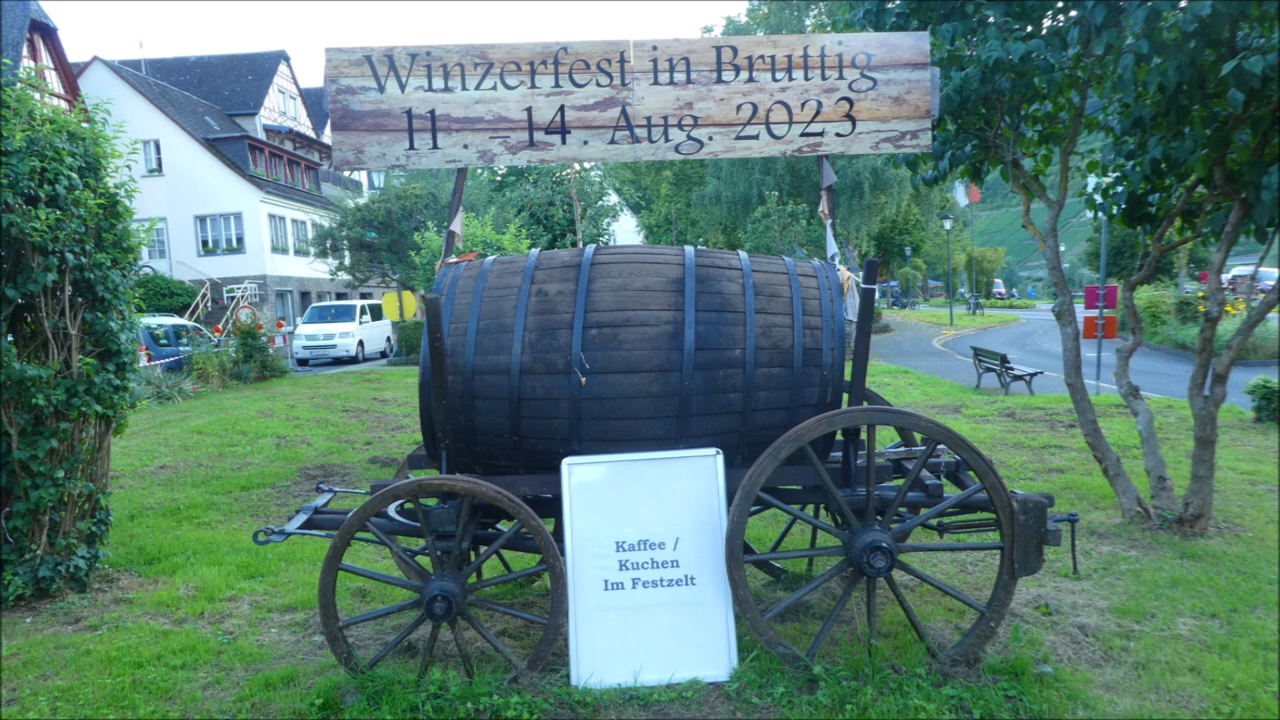 Winzerfest in Bruttig
11. - 14. Aug. 2023
Kaffee /
Kuchen
Im Festzelt